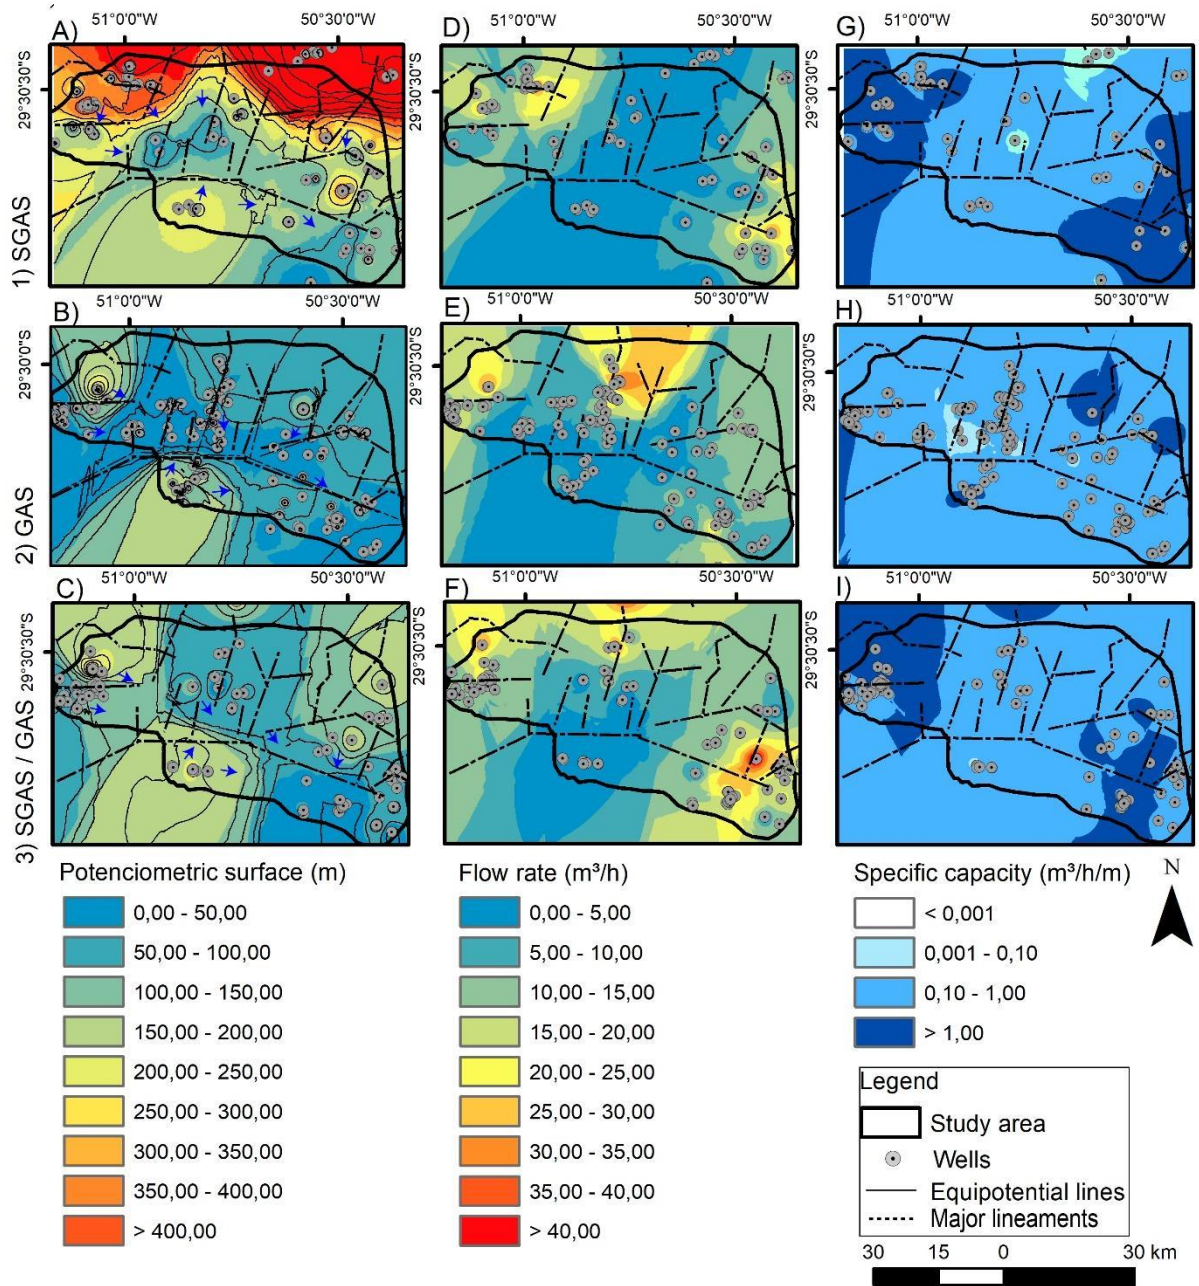 51°0'0"W 50°30'0"W 51°0'0"W 50°30'0"W 51°0'0"W 50°30'0"W
A) D) G)
29°30'30"S 29°30'30"S 29°30'30"S
1) SGAS
51°0'0"W 50°30'0"W 51°0'0"W 50°30'0"W 51°0'0"W 50°30'0"W
B) E) H)
29°30'0"S 29°30'30"S 29°30'30"S
2) GAS
51°0'0"W 50°30'0"W 51°0'0"W 50°30'0"W 51°0'0"W 50°30'0"W
C) F) I)
29°30'30"S 29°30'30"S 29°30'30"S
3) SGAS / GAS
Potenciometric surface (m)
0,00 - 50,00
50,00 - 100,00
100,00 - 150,00
150,00 - 200,00
200,00 - 250,00
250,00 - 300,00
300,00 - 350,00
350,00 - 400,00
> 400,00
Flow rate (m³/h)
0,00 - 5,00
5,00 - 10,00
10,00 - 15,00
15,00 - 20,00
20,00 - 25,00
25,00 - 30,00
30,00 - 35,00
35,00 - 40,00
> 40,00
Specific capacity (m³/h/m)
< 0,001
0,001 - 0,10
0,10 - 1,00
> 1,00
N
Legend
Study area
Wells
Equipotential lines
Major lineaments
30 15 0 30 km